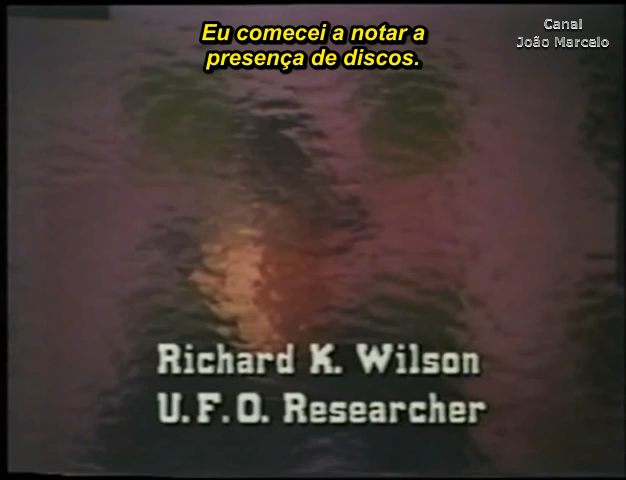 Eu comecei a notar a
presença de discos.
Canal
João Marcelo
Richard K. Wilson
U.F.O. Researcher